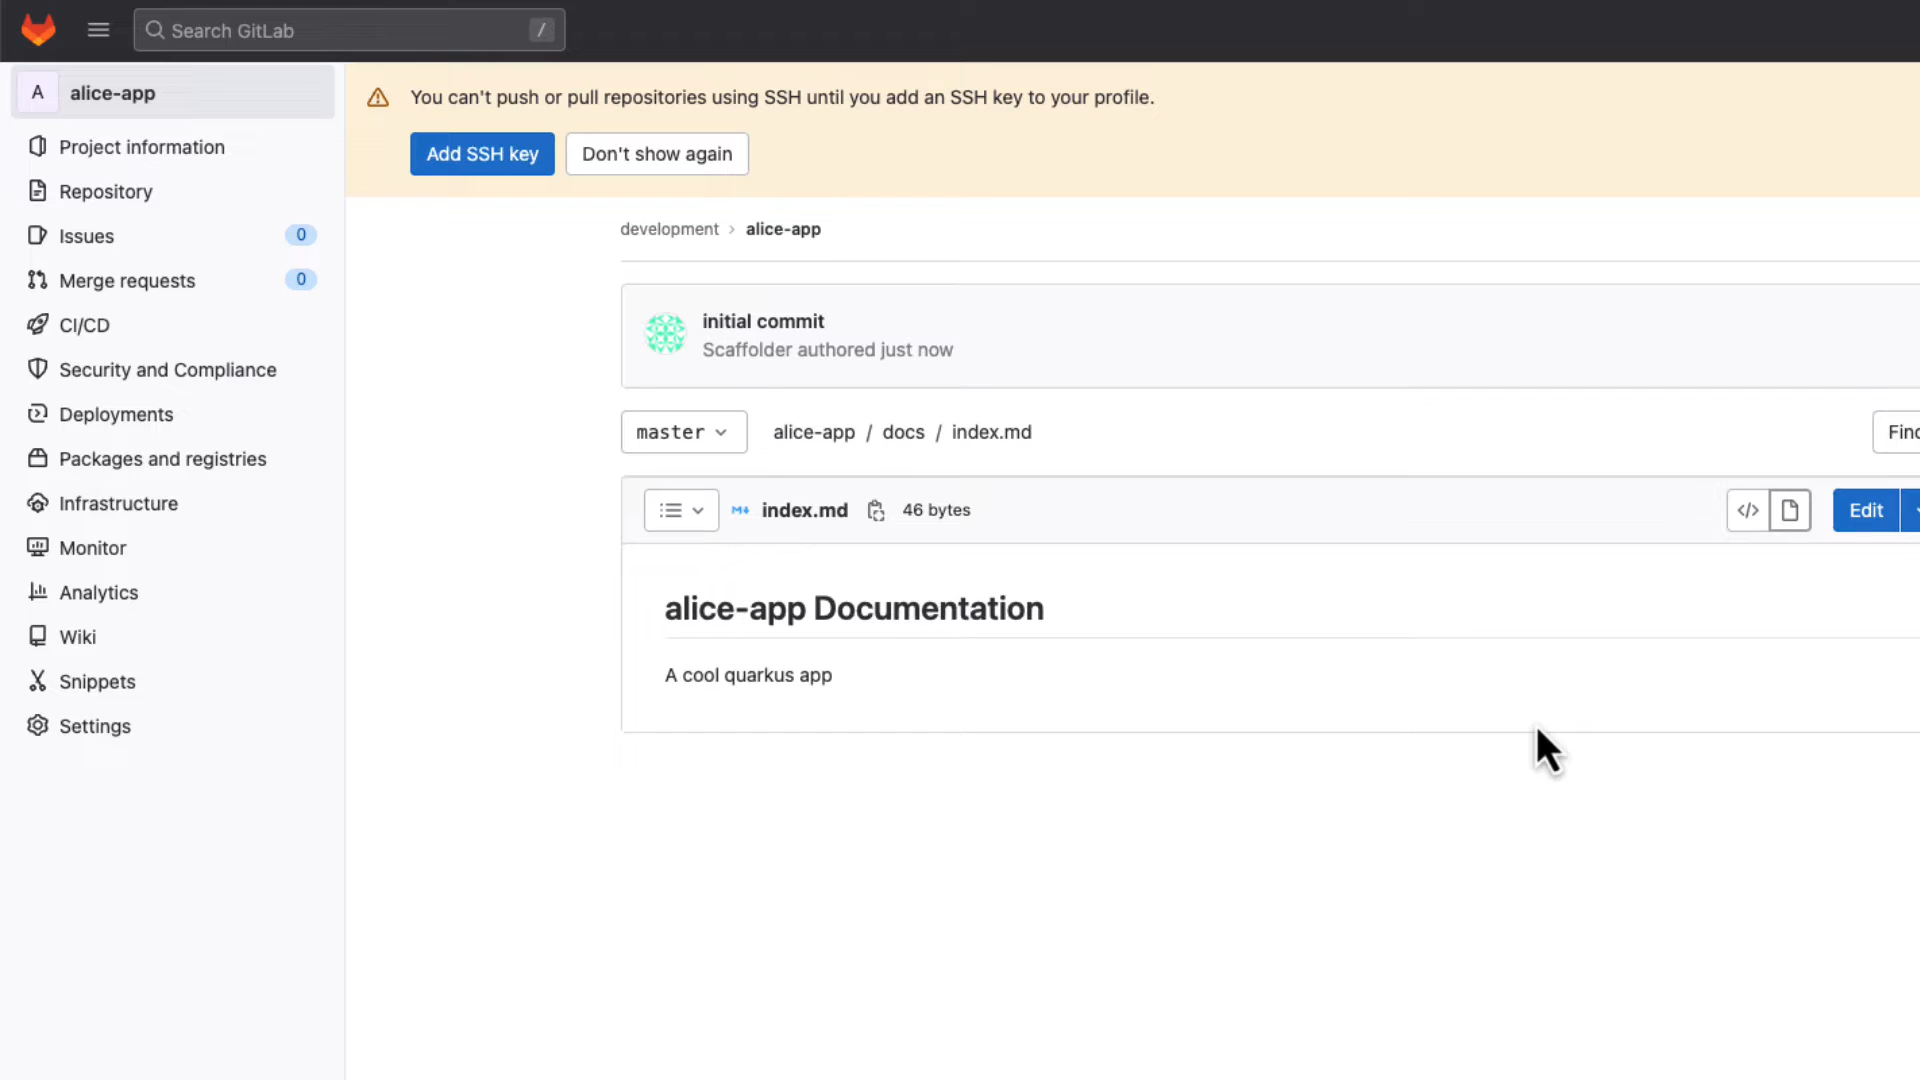 Search GitLab /
A alice-app
Project information
Repository
Issues 0
Merge requests 0
CI/CD
Security and Compliance
Deployments
Packages and registries
Infrastructure
Monitor
Analytics
Wiki
Snippets
Settings
You can't push or pull repositories using SSH until you add an SSH key to your profile.
Add SSH key Don't show again
development › alice-app
initial commit
Scaffolder authored just now
master alice-app / docs / index.md
index.md 46 bytes </> Edit
alice-app Documentation
A cool quarkus app